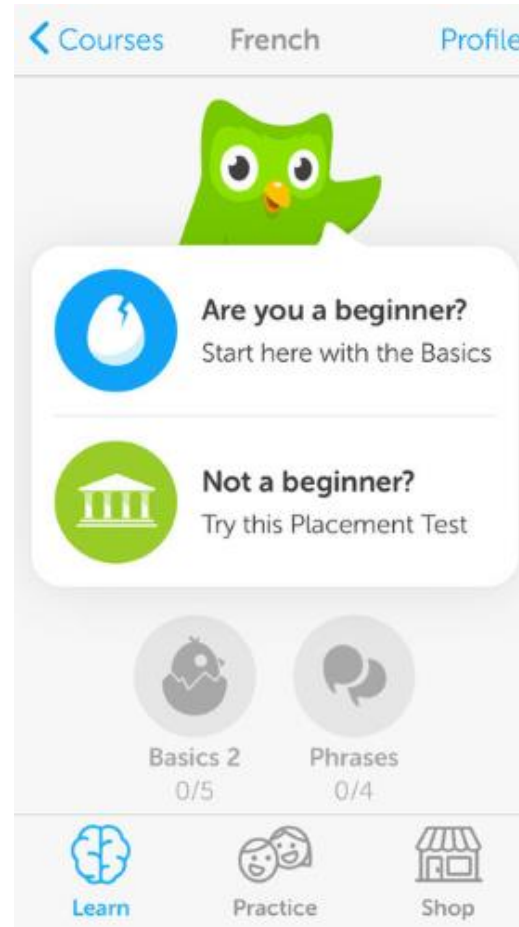 Courses French Profile
Are you a beginner?
Start here with the Basics
Not a beginner?
Try this Placement Test
Basics 2 Phrases
0/5 0/4
Learn Practice Shop